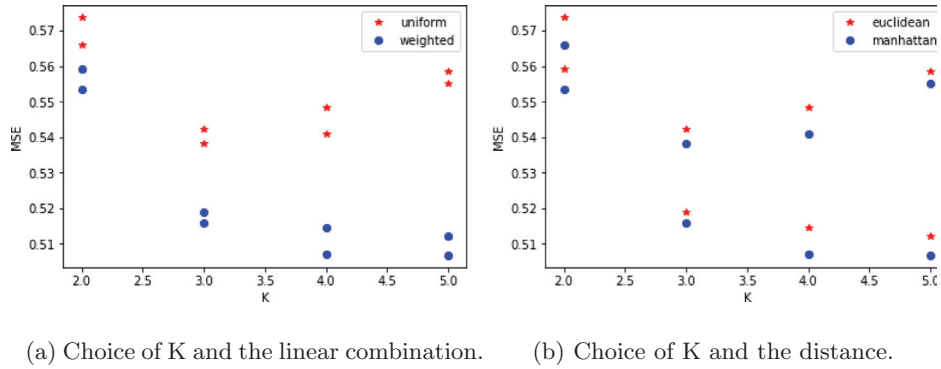 0.57
0.56
0.55
0.54
0.53
0.52
0.51
MSE
2.0 2.5 3.0 3.5 4.0 4.5 5.0
K
uniform
weighted
0.57
0.56
0.55
0.54
0.53
0.52
0.51
MSE
2.0 2.5 3.0 3.5 4.0 4.5 5.0
K
euclidean
manhattan
(a) Choice of K and the linear combination.
(b) Choice of K and the distance.